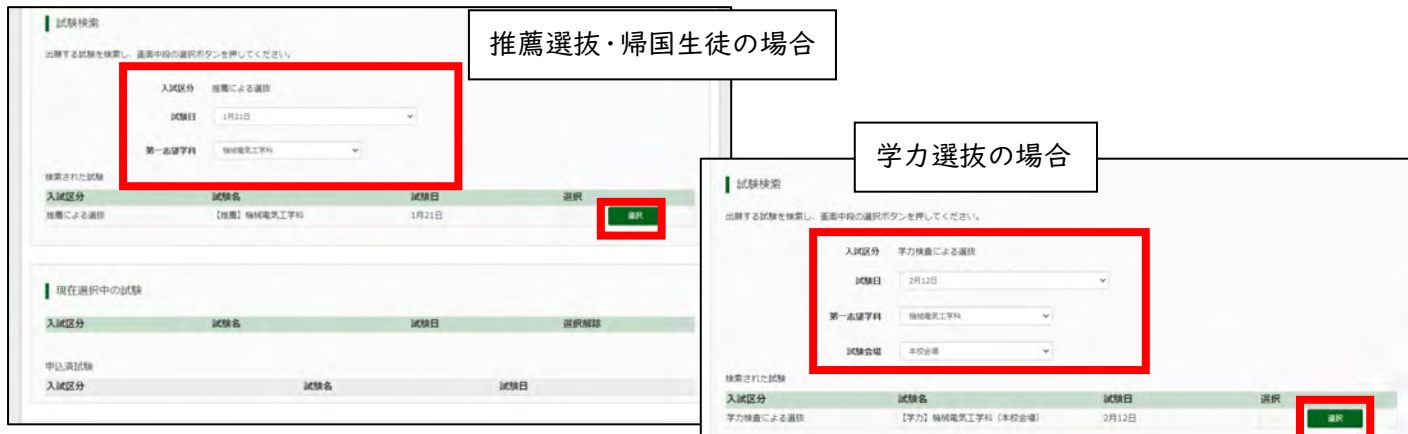 試験検索
推薦選抜・帰国生徒の場合
出願する試験を検索し、画面中段の選択ボタンを押してください。
入試区分 推薦による選抜
試験日 1月21日
第一志望学科 機械電気工学科
検索された試験
入試区分 試験名 試験日 選択
推薦による選抜 【推薦】機械電気工学科 1月21日 選択
現在選択中の試験
入試区分 試験名 試験日 選択解除
申込済試験
入試区分 試験名 試験日
学力選抜の場合
試験検索
出願する試験を検索し、画面中段の選択ボタンを押してください。
入試区分 学力検査による選抜
試験日 2月12日
第一志望学科 機械電気工学科
試験会場 本校会場
検索された試験
入試区分 試験名 試験日 選択
学力検査による選抜 【学力】機械電気工学科（本校会場） 2月12日 選択